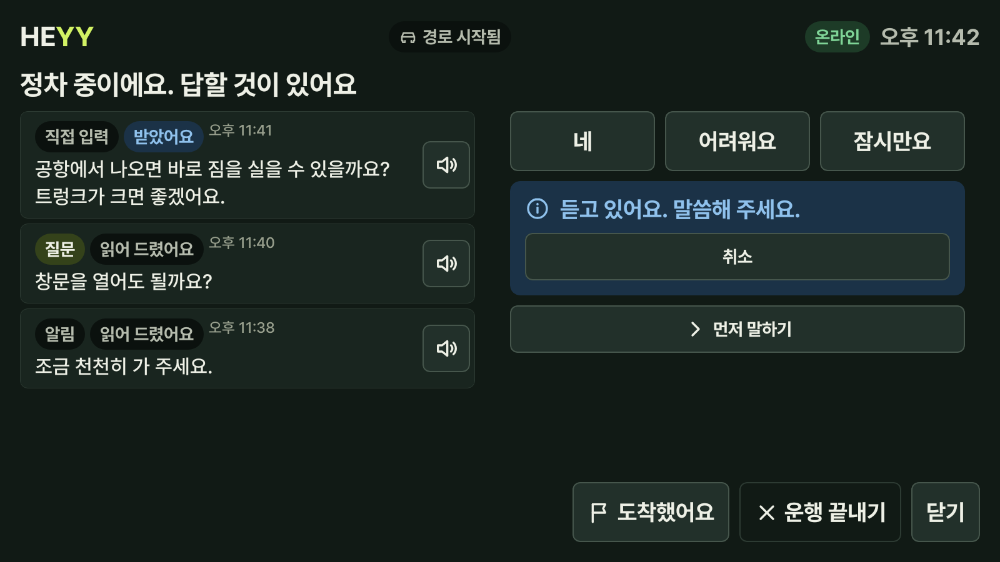 HEYY
경로 시작됨
온라인 오후 11:42
정차 중이에요. 답할 것이 있어요
직접 입력 받았어요 오후 11:41
공항에서 나오면 바로 짐을 실을 수 있을까요?
트렁크가 크면 좋겠어요.
질문 읽어 드렸어요 오후 11:40
창문을 열어도 될까요?
알림 읽어 드렸어요 오후 11:38
조금 천천히 가 주세요.
네 어려워요 잠시만요
듣고 있어요. 말씀해 주세요.
취소
먼저 말하기
도착했어요 운행 끝내기 닫기